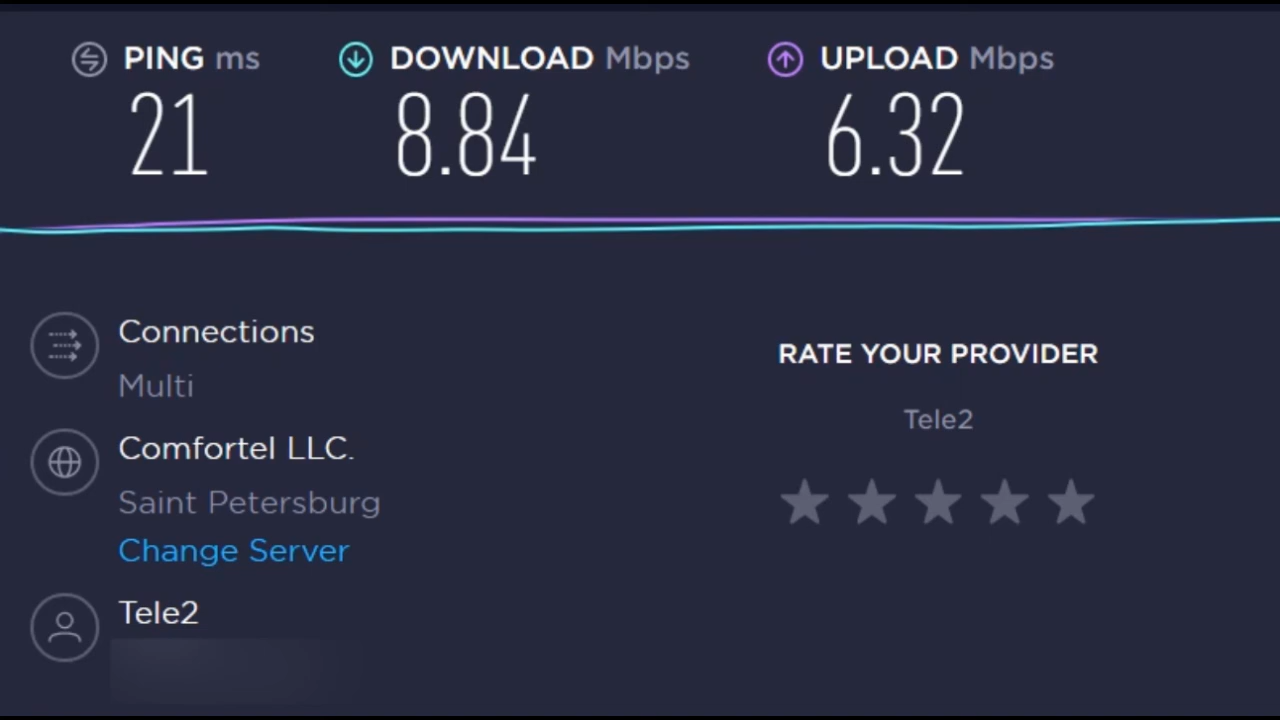 PING ms DOWNLOAD Mbps UPLOAD Mbps
21 8.84 6.32
Connections
Multi
Comfortel LLC.
Saint Petersburg
Change Server
Tele2
RATE YOUR PROVIDER
Tele2